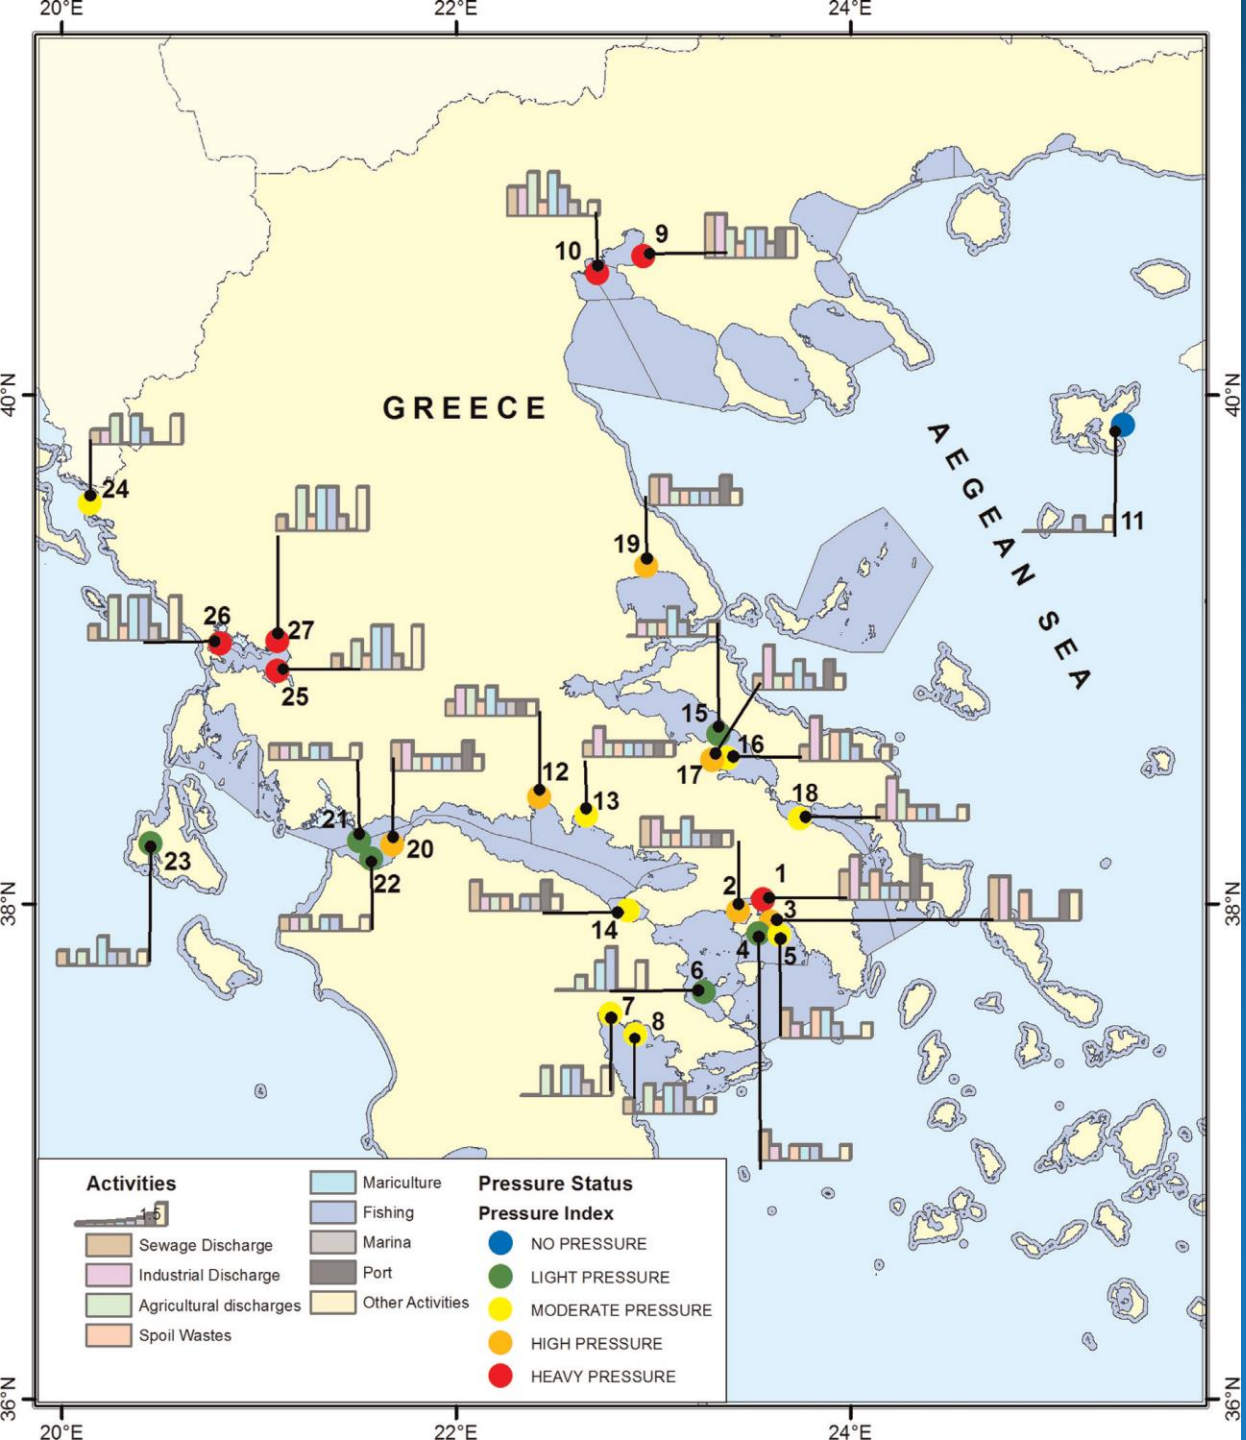 20°E 22°E 24°E
9
10
GREECE
40°N 40°N
AEGEAN SEA
24
11
19
26
27
25
15
16
17
12
13
18
21
20
23
22
1
2
3
38°N 38°N
14
4
5
6
7
8
Activities
1.5
Sewage Discharge
Industrial Discharge
Agricultural discharges
Spoil Wastes
Mariculture
Fishing
Marina
Port
Other Activities
Pressure Status
Pressure Index
NO PRESSURE
LIGHT PRESSURE
MODERATE PRESSURE
HIGH PRESSURE
HEAVY PRESSURE
36°N 36°N
20°E 22°E 24°E